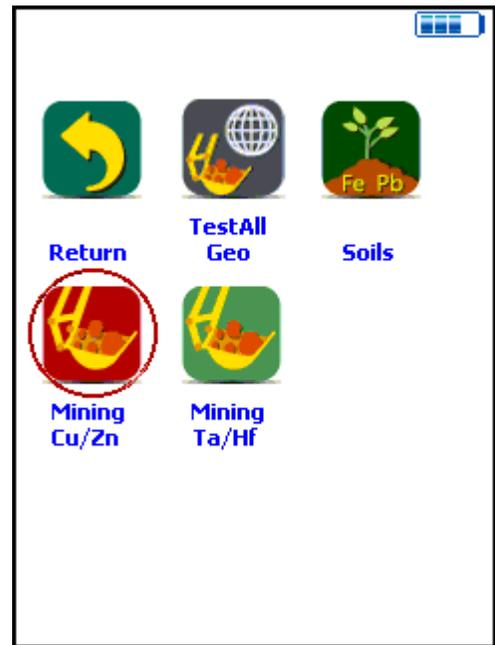 Fe Pb
TestAll
Return Geo Soils
Mining Mining
Cu/Zn Ta/Hf